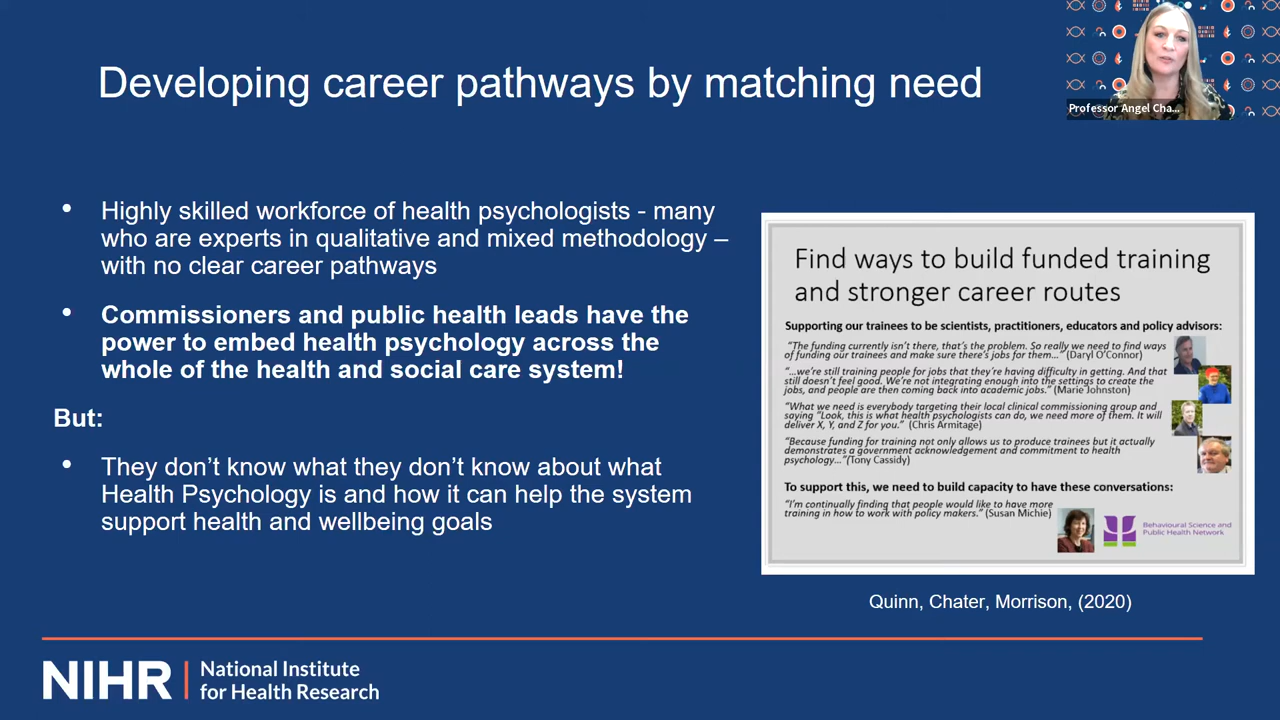 Developing career pathways by matching need
Professor Angel Cha...
• Highly skilled workforce of health psychologists - many
who are experts in qualitative and mixed methodology –
with no clear career pathways
• Commissioners and public health leads have the
power to embed health psychology across the
whole of the health and social care system!
But:
• They don’t know what they don’t know about what
Health Psychology is and how it can help the system
support health and wellbeing goals
Find ways to build funded training
and stronger career routes
Supporting our trainees to be scientists, practitioners, educators and policy advisors:
“The funding currently isn’t there, that’s the problem. So really we need to find ways
of funding our trainees and make sure there’s jobs for them…” (Daryl O’Connor)
“…we’re still training people for jobs that they’re having difficulty in getting. And that
still doesn’t feel good. We’re not integrating enough into the settings to create the
jobs, and people are then coming back into academic jobs.” (Marie Johnston)
“What we need is everybody targeting their local clinical commissioning group and
saying “Look, this is what health psychologists can do, we need more of them. It will
deliver X, Y, and Z for you.” (Chris Armitage)
“Because funding for training not only allows us to produce trainees but it actually
demonstrates a government acknowledgement and commitment to health
psychology…”(Tony Cassidy)
To support this, we need to build capacity to have these conversations:
“I’m continually finding that people would like to have more
training in how to work with policy makers.” (Susan Michie)
Behavioural Science and
Public Health Network
Quinn, Chater, Morrison, (2020)
NIHR | National Institute
for Health Research